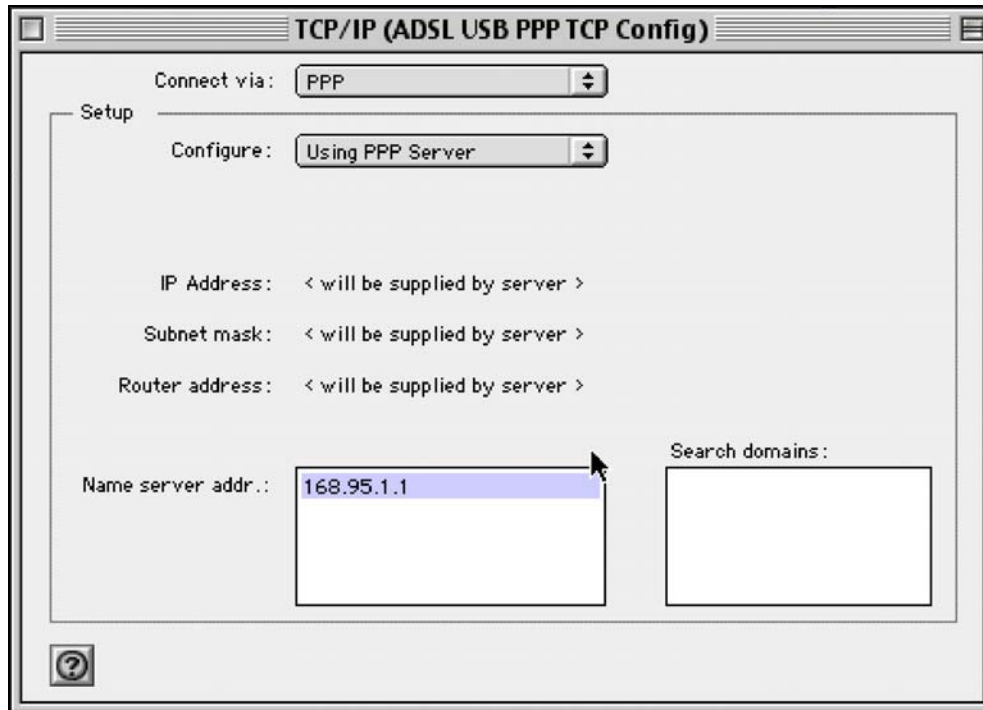 TCP/IP (ADSL USB PPP TCP Config)
Connect via: PPP
Setup
Configure: Using PPP Server
IP Address: < will be supplied by server >
Subnet mask: < will be supplied by server >
Router address: < will be supplied by server >
Search domains:
Name server addr.: 168.95.1.1
?